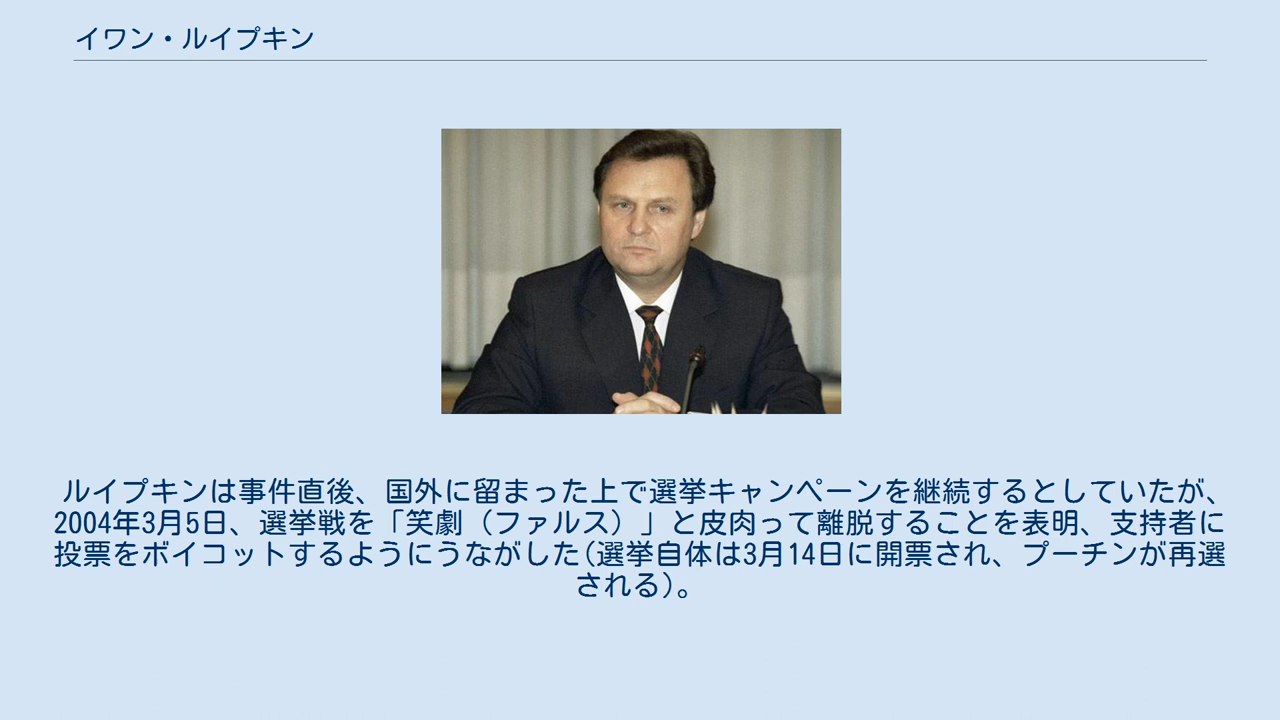 イワン・ルイプキン
ルイプキンは事件直後、国外に留まった上で選挙キャンペーンを継続するとしていたが、
2004年3月5日、選挙戦を「笑劇（ファルス）」と皮肉って離脱することを表明、支持者に
投票をボイコットするようにうながした(選挙自体は3月14日に開票され、プーチンが再選
される)。